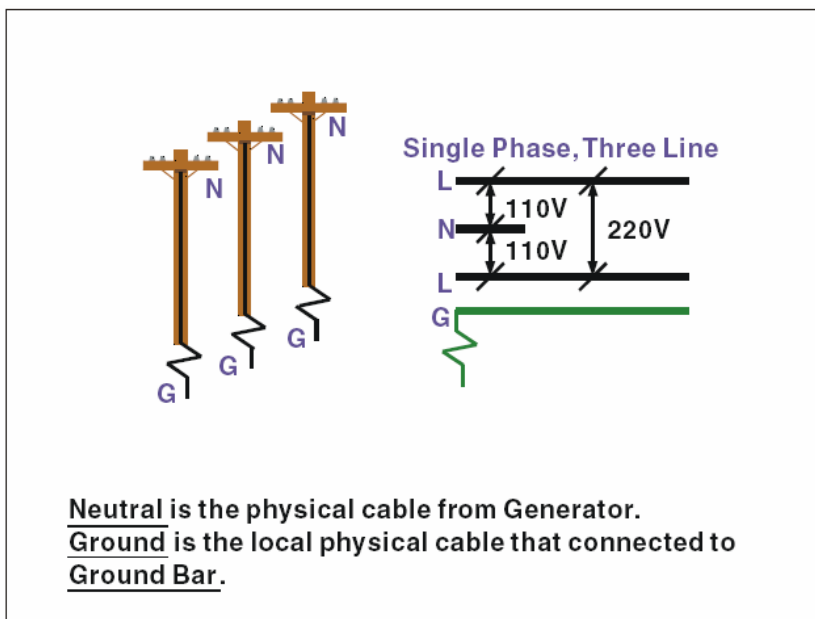 N
N
N
G
G
G
Single Phase, Three Line
L
110V
N
220V
110V
L
G
Neutral is the physical cable from Generator.
Ground is the local physical cable that connected to
Ground Bar.